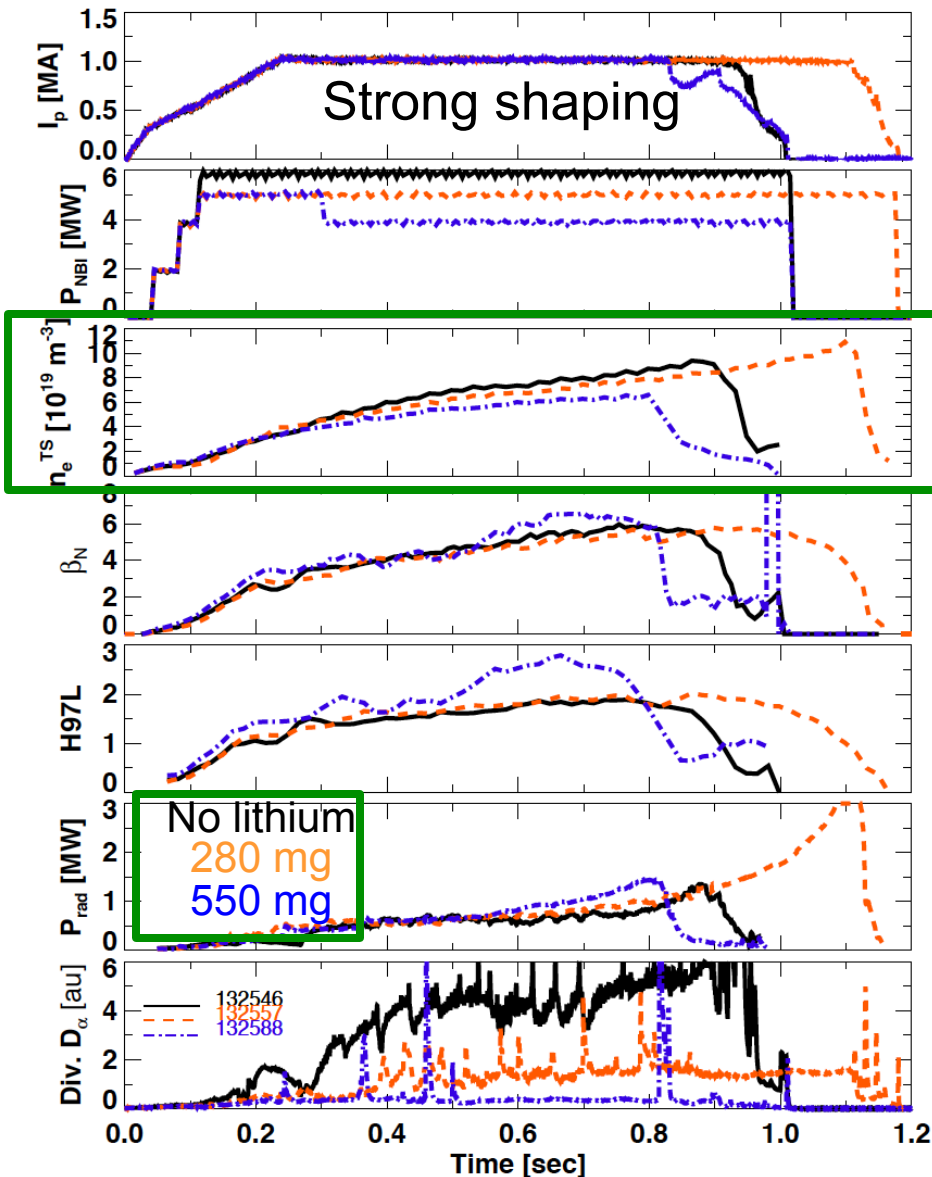 1.5
1.0
0.5
0.0
I_p [MA]
Strong shaping
6
4
2
0
P_NBI [MW]
12
10
8
6
4
2
n_e^TS [10^19 m^-3]
8
6
4
2
0
β_N
3
2
1
0
H97L
3
2
1
0
P_rad [MW]
No lithium
280 mg
550 mg
6
4
2
0
Div. D_α [au]
132546
132557
132588
0.0 0.2 0.4 0.6 0.8 1.0 1.2
Time [sec]